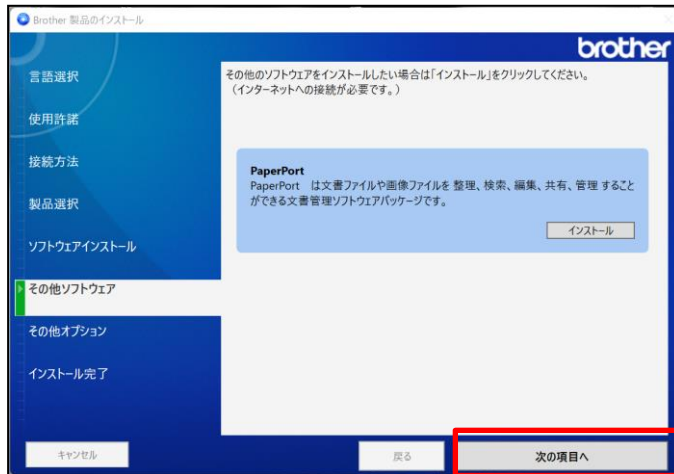 Brother 製品のインストール
brother
言語選択
使用許諾
接続方法
製品選択
ソフトウェアインストール
その他ソフトウェア
その他オプション
インストール完了
その他のソフトウェアをインストールしたい場合は「インストール」をクリックしてください。
(インターネットへの接続が必要です。)
PaperPort
PaperPort は文書ファイルや画像ファイルを 整理、検索、編集、共有、管理 すること
ができる文書管理ソフトウェアパッケージです。
インストール
キャンセル
戻る
次の項目へ